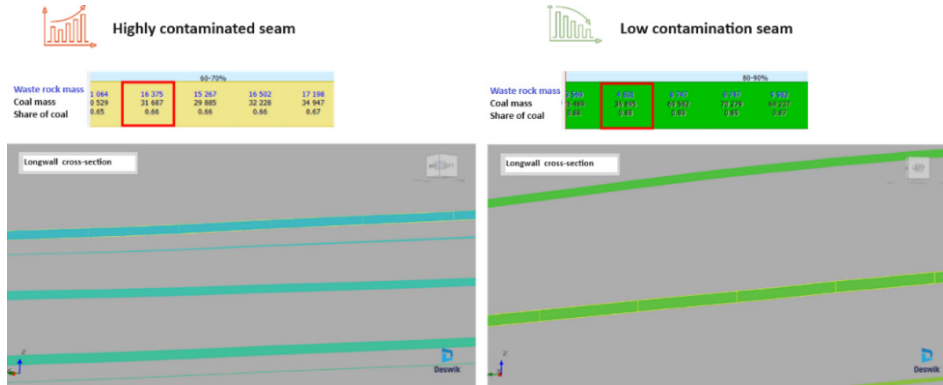 Highly contaminated seam
60-70%
Waste rock mass 1 064 16 375 15 267 16 502 17 198
Coal mass 0 529 31 687 29 885 32 228 34 947
Share of coal 0.65 0.66 0.66 0.66 0.67
Longwall cross-section
Z
Deswik
Low contamination seam
80-90%
Waste rock mass
Coal mass
Share of coal
Longwall cross-section
Z
Deswik